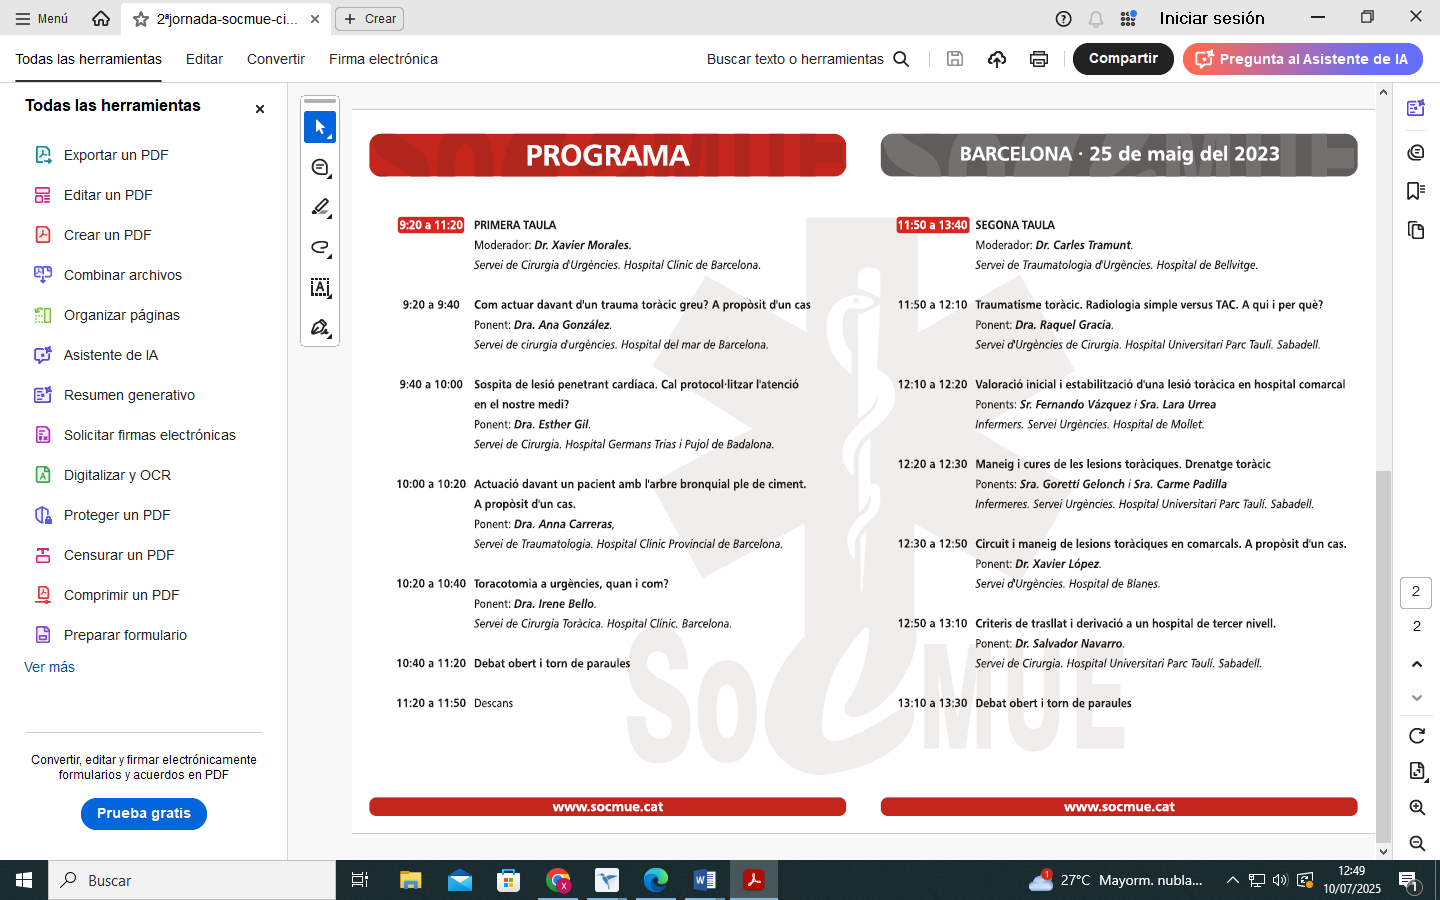 Menú
2ªjornada-socmue-ci...
Crear
Iniciar sesión
Todas las herramientas
Editar
Convertir
Firma electrónica
Buscar texto o herramientas
Compartir
Pregunta al Asistente de IA
Todas las herramientas
Exportar un PDF
Editar un PDF
Crear un PDF
Combinar archivos
Organizar páginas
Asistente de IA
Resumen generativo
Solicitar firmas electrónicas
Digitalizar y OCR
Proteger un PDF
Censurar un PDF
Comprimir un PDF
Preparar formulario
Ver más
Convertir, editar y firmar electrónicamente
formularios y acuerdos en PDF
Prueba gratis
PROGRAMA
9:20 a 11:20 PRIMERA TAULA
Moderador: Dr. Xavier Morales.
Servei de Cirurgia d'Urgències. Hospital Clínic de Barcelona.
9:20 a 9:40 Com actuar davant d'un trauma toràcic greu? A propòsit d'un cas
Ponent: Dra. Ana González.
Servei de cirurgia d'urgències. Hospital del mar de Barcelona.
9:40 a 10:00 Sospita de lesió penetrant cardíaca. Cal protocol·litzar l'atenció
en el nostre medi?
Ponent: Dra. Esther Gil.
Servei de Cirurgia. Hospital Germans Trias i Pujol de Badalona.
10:00 a 10:20 Actuació davant un pacient amb l'arbre bronquial ple de ciment.
A propòsit d'un cas.
Ponent: Dra. Anna Carreras,
Servei de Traumatologia. Hospital Clínic Provincial de Barcelona.
10:20 a 10:40 Toracotomia a urgències, quan i com?
Ponent: Dra. Irene Bello.
Servei de Cirurgia Toràcica. Hospital Clínic. Barcelona.
10:40 a 11:20 Debat obert i torn de paraules
11:20 a 11:50 Descans
www.socmue.cat
BARCELONA · 25 de maig del 2023
11:50 a 13:40 SEGONA TAULA
Moderador: Dr. Carles Tramunt.
Servei de Traumatologia d'Urgències. Hospital de Bellvitge.
11:50 a 12:10 Traumatisme toràcic. Radiologia simple versus TAC. A qui i per què?
Ponent: Dra. Raquel Gracia.
Servei d'Urgències de Cirurgia. Hospital Universitari Parc Taulí. Sabadell.
12:10 a 12:20 Valoració inicial i estabilització d'una lesió toràcica en hospital comarcal
Ponents: Sr. Fernando Vázquez i Sra. Lara Urrea
Infermers. Servei Urgències. Hospital de Mollet.
12:20 a 12:30 Maneig i cures de les lesions toràciques. Drenatge toràcic
Ponents: Sra. Goretti Gelonch i Sra. Carme Padilla
Infermeres. Servei Urgències. Hospital Universitari Parc Taulí. Sabadell.
12:30 a 12:50 Circuit i maneig de lesions toràciques en comarcals. A propòsit d'un cas.
Ponent: Dr. Xavier López.
Servei d'Urgències. Hospital de Blanes.
12:50 a 13:10 Criteris de trasllat i derivació a un hospital de tercer nivell.
Ponent: Dr. Salvador Navarro.
Servei de Cirurgia. Hospital Universitari Parc Taulí. Sabadell.
13:10 a 13:30 Debat obert i torn de paraules
www.socmue.cat
SoCMUE
2
2
Buscar
1
27°C Mayorm. nubla...
12:49
10/07/2025
1